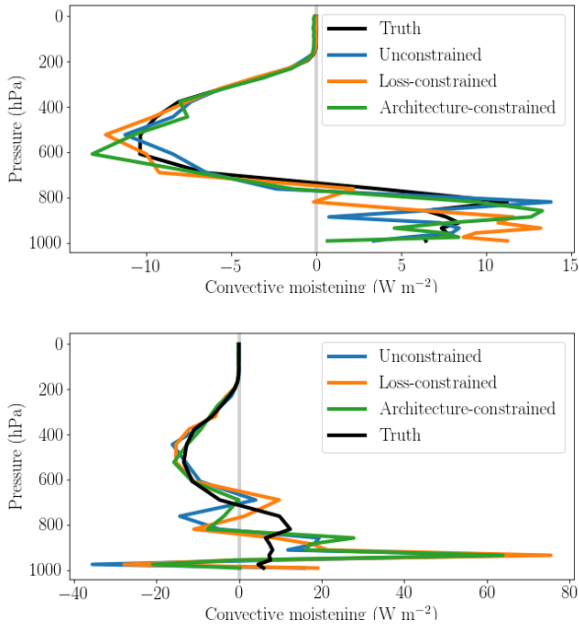 0
200
400
600
800
1000
Pressure (hPa)
Truth
Unconstrained
Loss-constrained
Architecture-constrained
−10
−5
0
5
10
15
Convective moistening (W m−2)
0
200
400
600
800
1000
Pressure (hPa)
Unconstrained
Loss-constrained
Architecture-constrained
Truth
−40
−20
0
20
40
60
80
Convective moistening (W m−2)